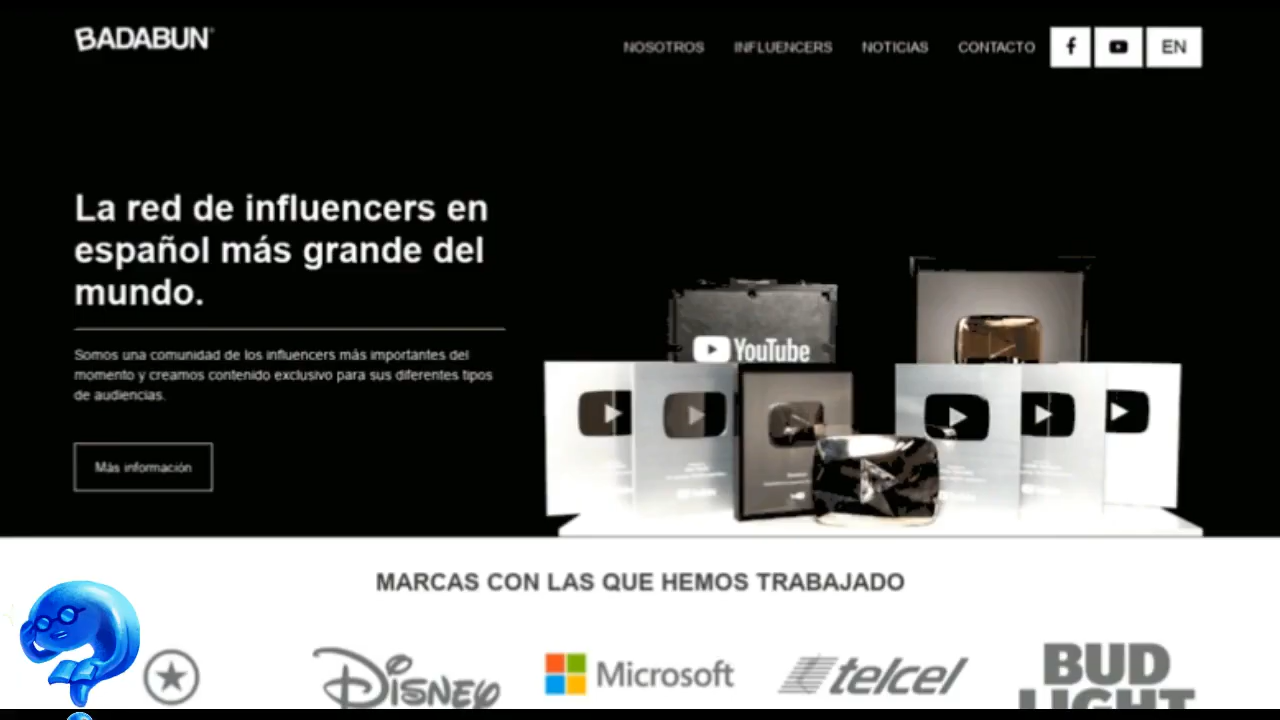 BADABUN
NOSOTROS INFLUENCERS NOTICIAS CONTACTO f EN
La red de influencers en
español más grande del
mundo.
Somos una comunidad de los influencers más importantes del
momento y creamos contenido exclusivo para sus diferentes tipos
de audiencias.
Más información
YouTube
MARCAS CON LAS QUE HEMOS TRABAJADO
Disney
Microsoft
telcel
BUD
LIGHT